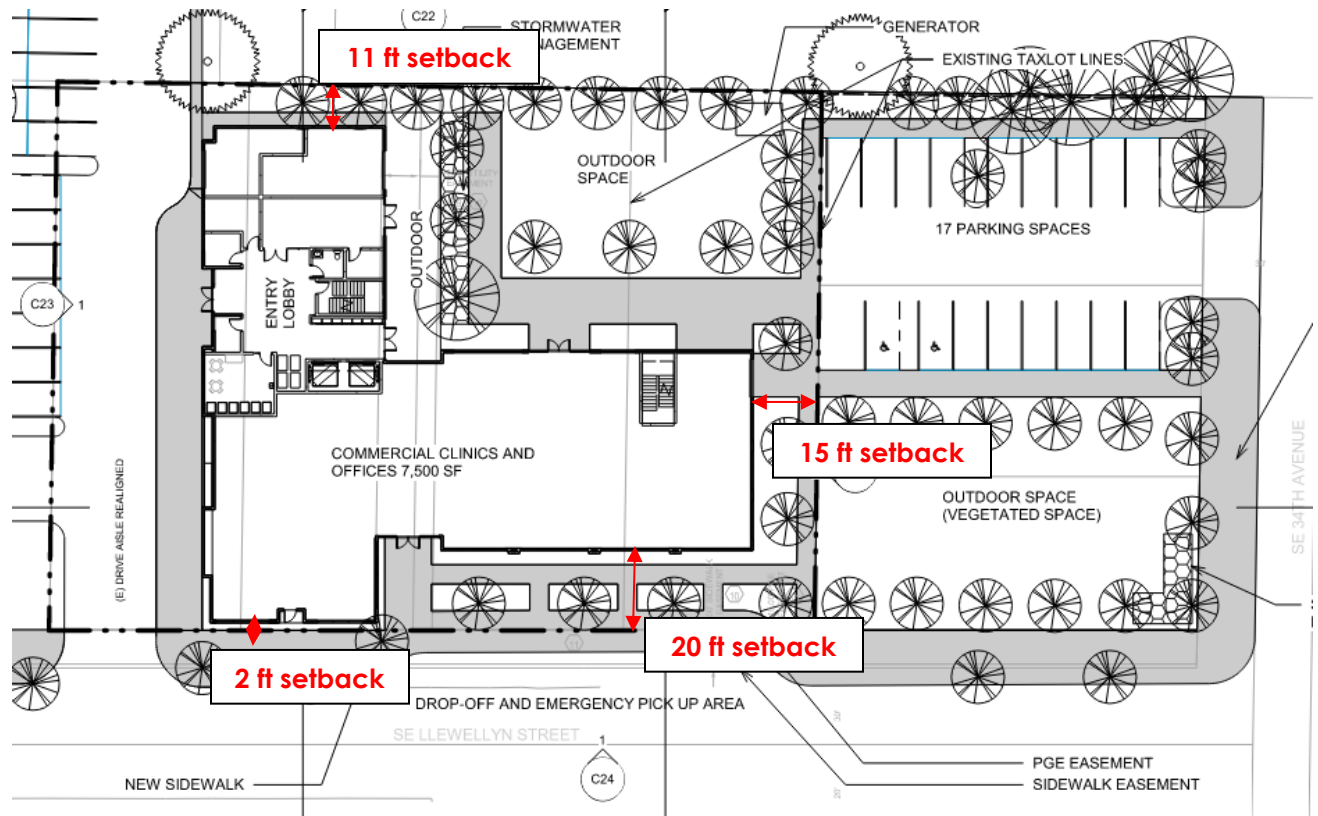 C22
STORMWATER
NAGEMENT
11 ft setback
GENERATOR
EXISTING TAXLOT LINES
OUTDOOR
SPACE
17 PARKING SPACES
OUTDOOR
C23
1
ENTRY
LOBBY
COMMERCIAL CLINICS AND
OFFICES 7,500 SF
15 ft setback
OUTDOOR SPACE
(VEGETATED SPACE)
SE 34TH AVENUE
(E) DRIVE AISLE REALIGNED
10
2 ft setback
20 ft setback
DROP-OFF AND EMERGENCY PICK UP AREA
SE LLEWELLYN STREET
1
C24
NEW SIDEWALK
PGE EASEMENT
SIDEWALK EASEMENT